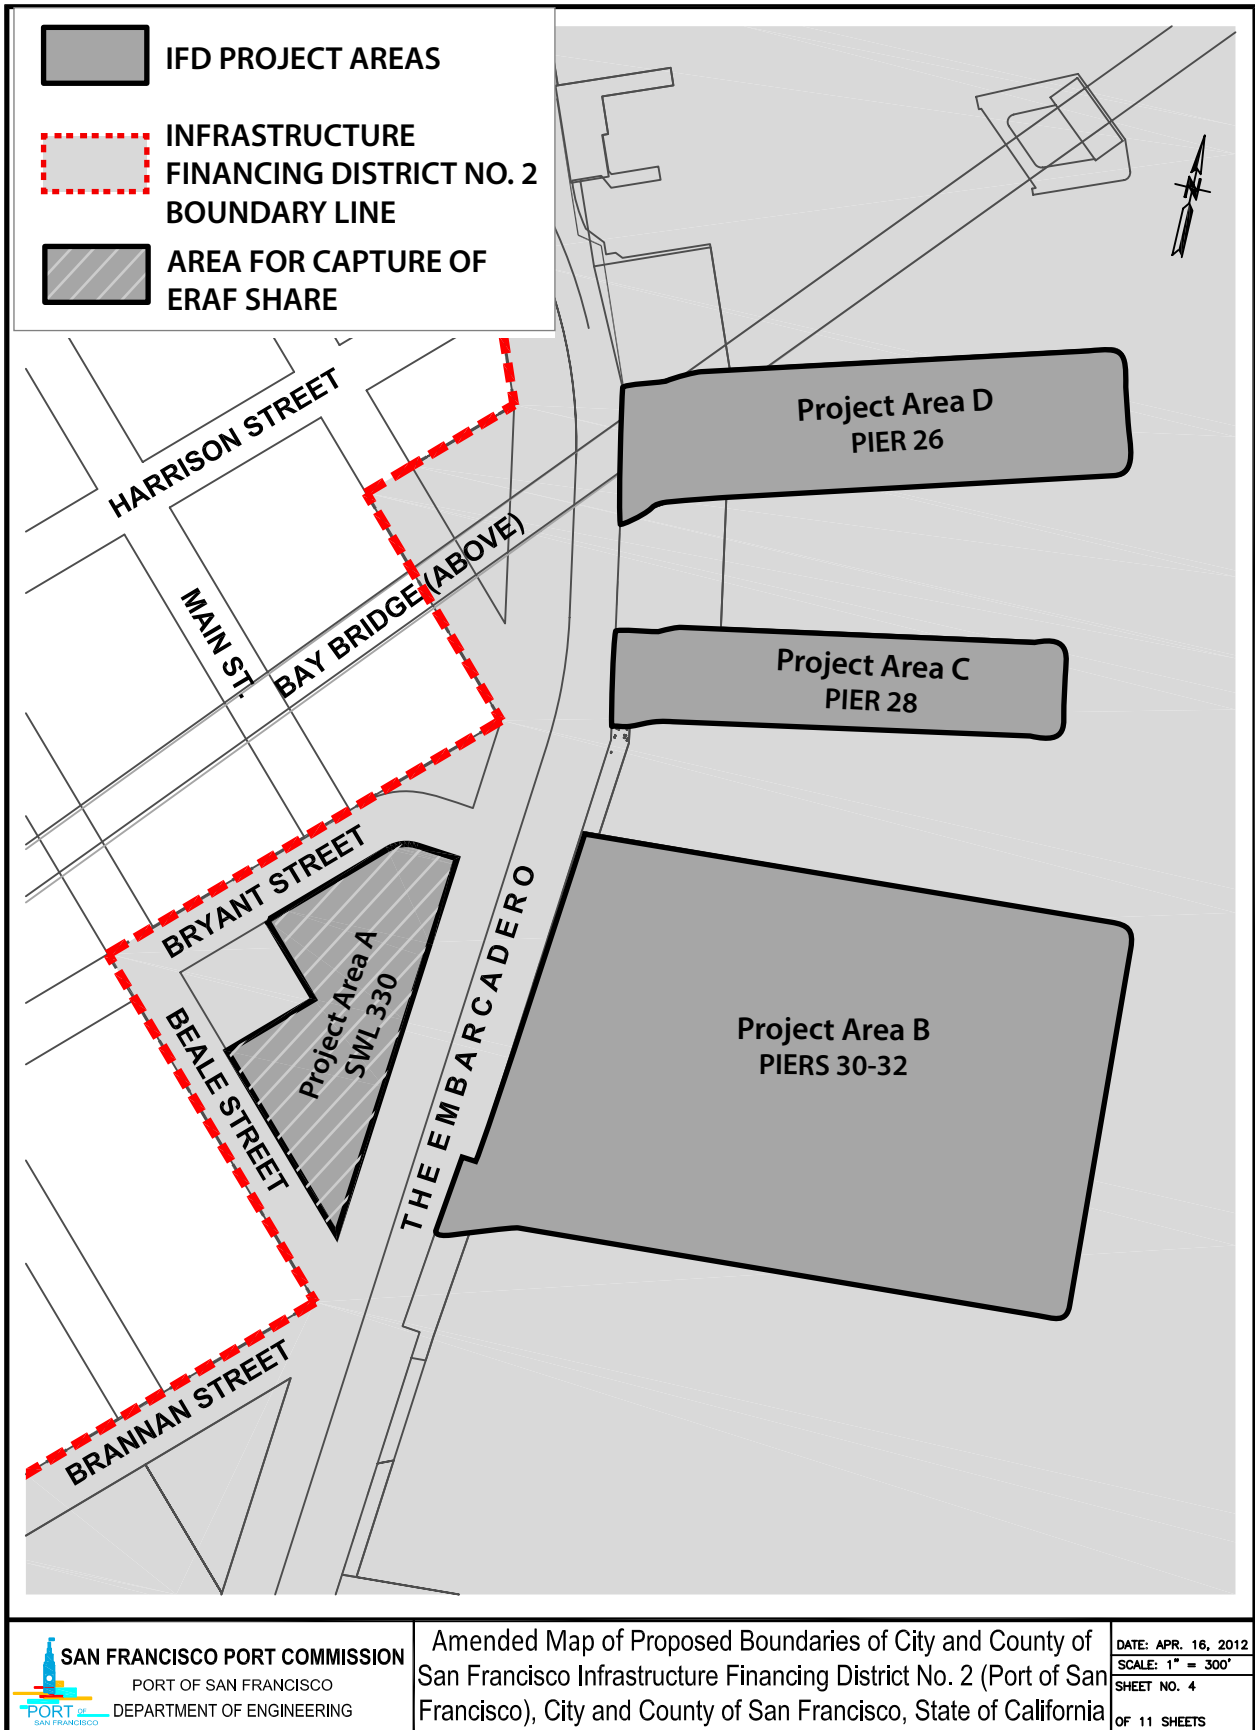 IFD PROJECT AREAS
INFRASTRUCTURE
FINANCING DISTRICT NO. 2
BOUNDARY LINE
AREA FOR CAPTURE OF
ERAF SHARE
N
HARRISON STREET
MAIN ST.
BAY BRIDGE (ABOVE)
Project Area D
PIER 26
Project Area C
PIER 28
BRYANT STREET
Project Area A
SWL 330
BEALE STREET
THE EMBARCADERO
Project Area B
PIERS 30-32
BRANNAN STREET
PORT OF
SAN FRANCISCO
SAN FRANCISCO PORT COMMISSION
PORT OF SAN FRANCISCO
DEPARTMENT OF ENGINEERING
Amended Map of Proposed Boundaries of City and County of
San Francisco Infrastructure Financing District No. 2 (Port of San
Francisco), City and County of San Francisco, State of California
DATE: APR. 16, 2012
SCALE: 1" = 300'
SHEET NO. 4
OF 11 SHEETS